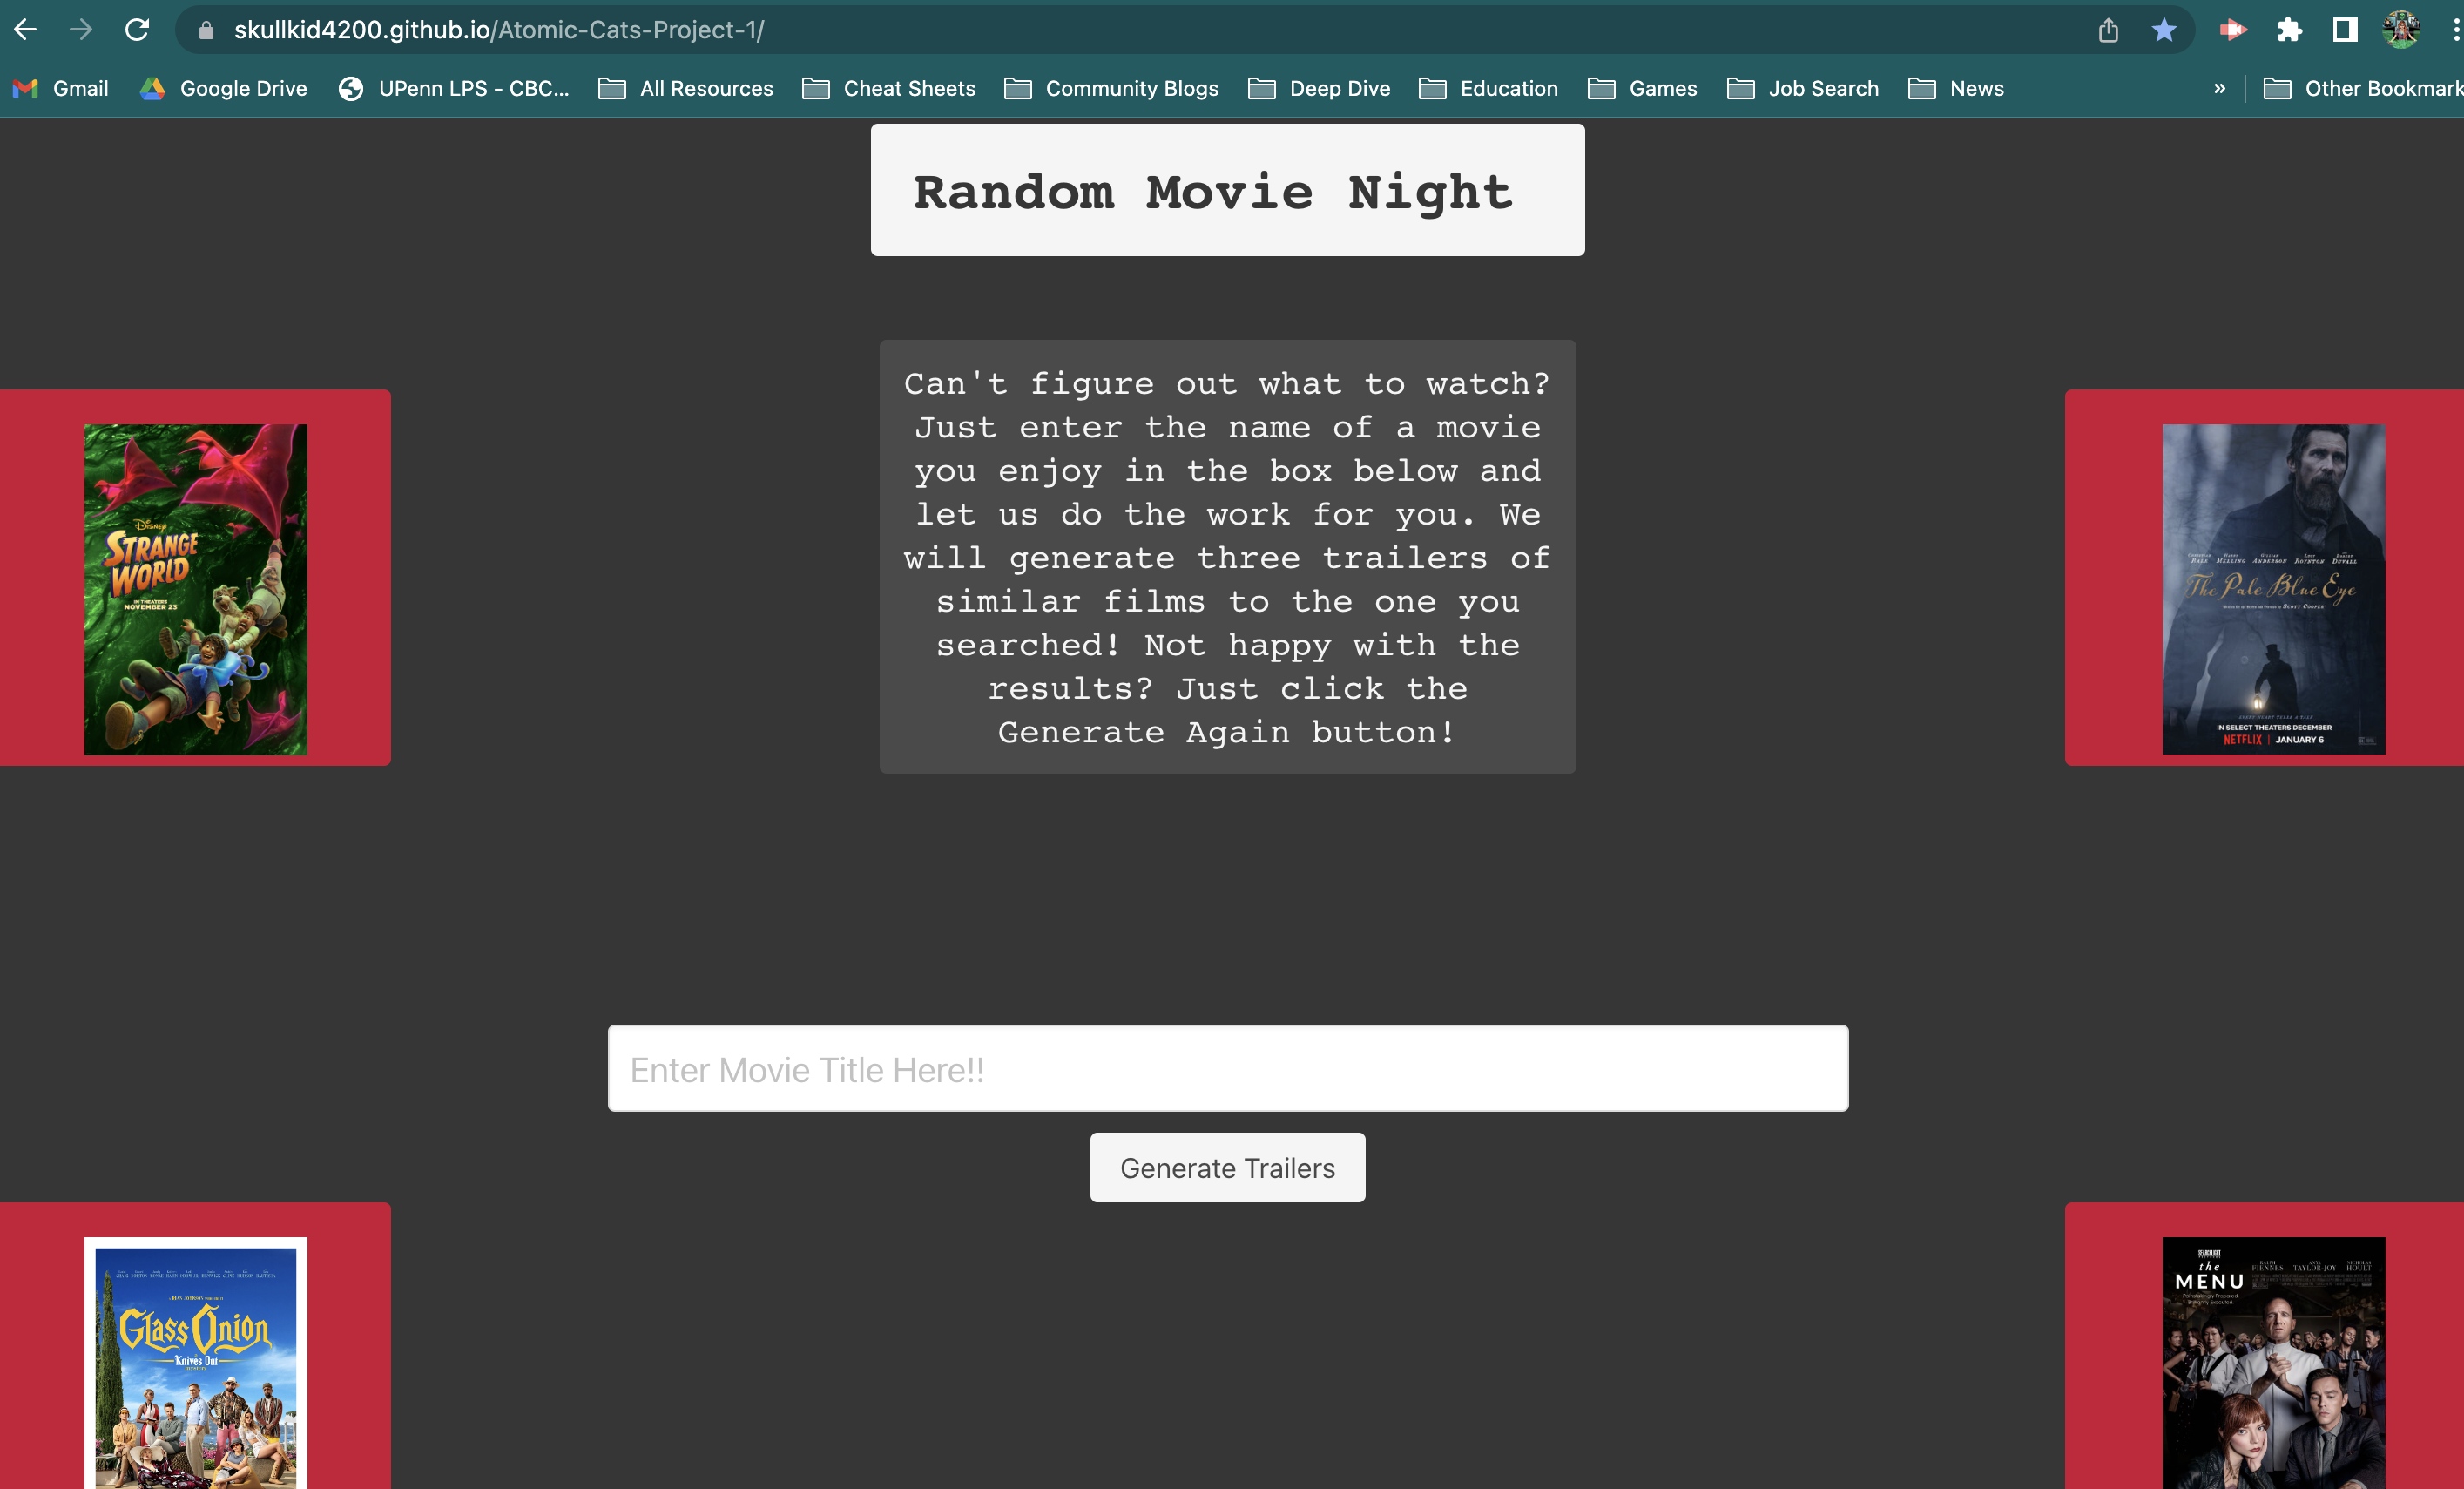 skullkid4200.github.io/Atomic-Cats-Project-1/
Gmail Google Drive UPenn LPS - CBC... All Resources Cheat Sheets Community Blogs Deep Dive Education Games Job Search News » Other Bookmark
Random Movie Night
Can't figure out what to watch?
Just enter the name of a movie
you enjoy in the box below and
let us do the work for you. We
will generate three trailers of
similar films to the one you
searched! Not happy with the
results? Just click the
Generate Again button!
Disney
STRANGE
WORLD
IN THEATERS
NOVEMBER 23
The Pale Blue Eye
IN SELECT THEATERS DECEMBER
NETFLIX | JANUARY 6
Enter Movie Title Here!!
Generate Trailers
Glass Onion
Knives Out
the
MENU
FIENNES TAYLOR-JOY HOULT